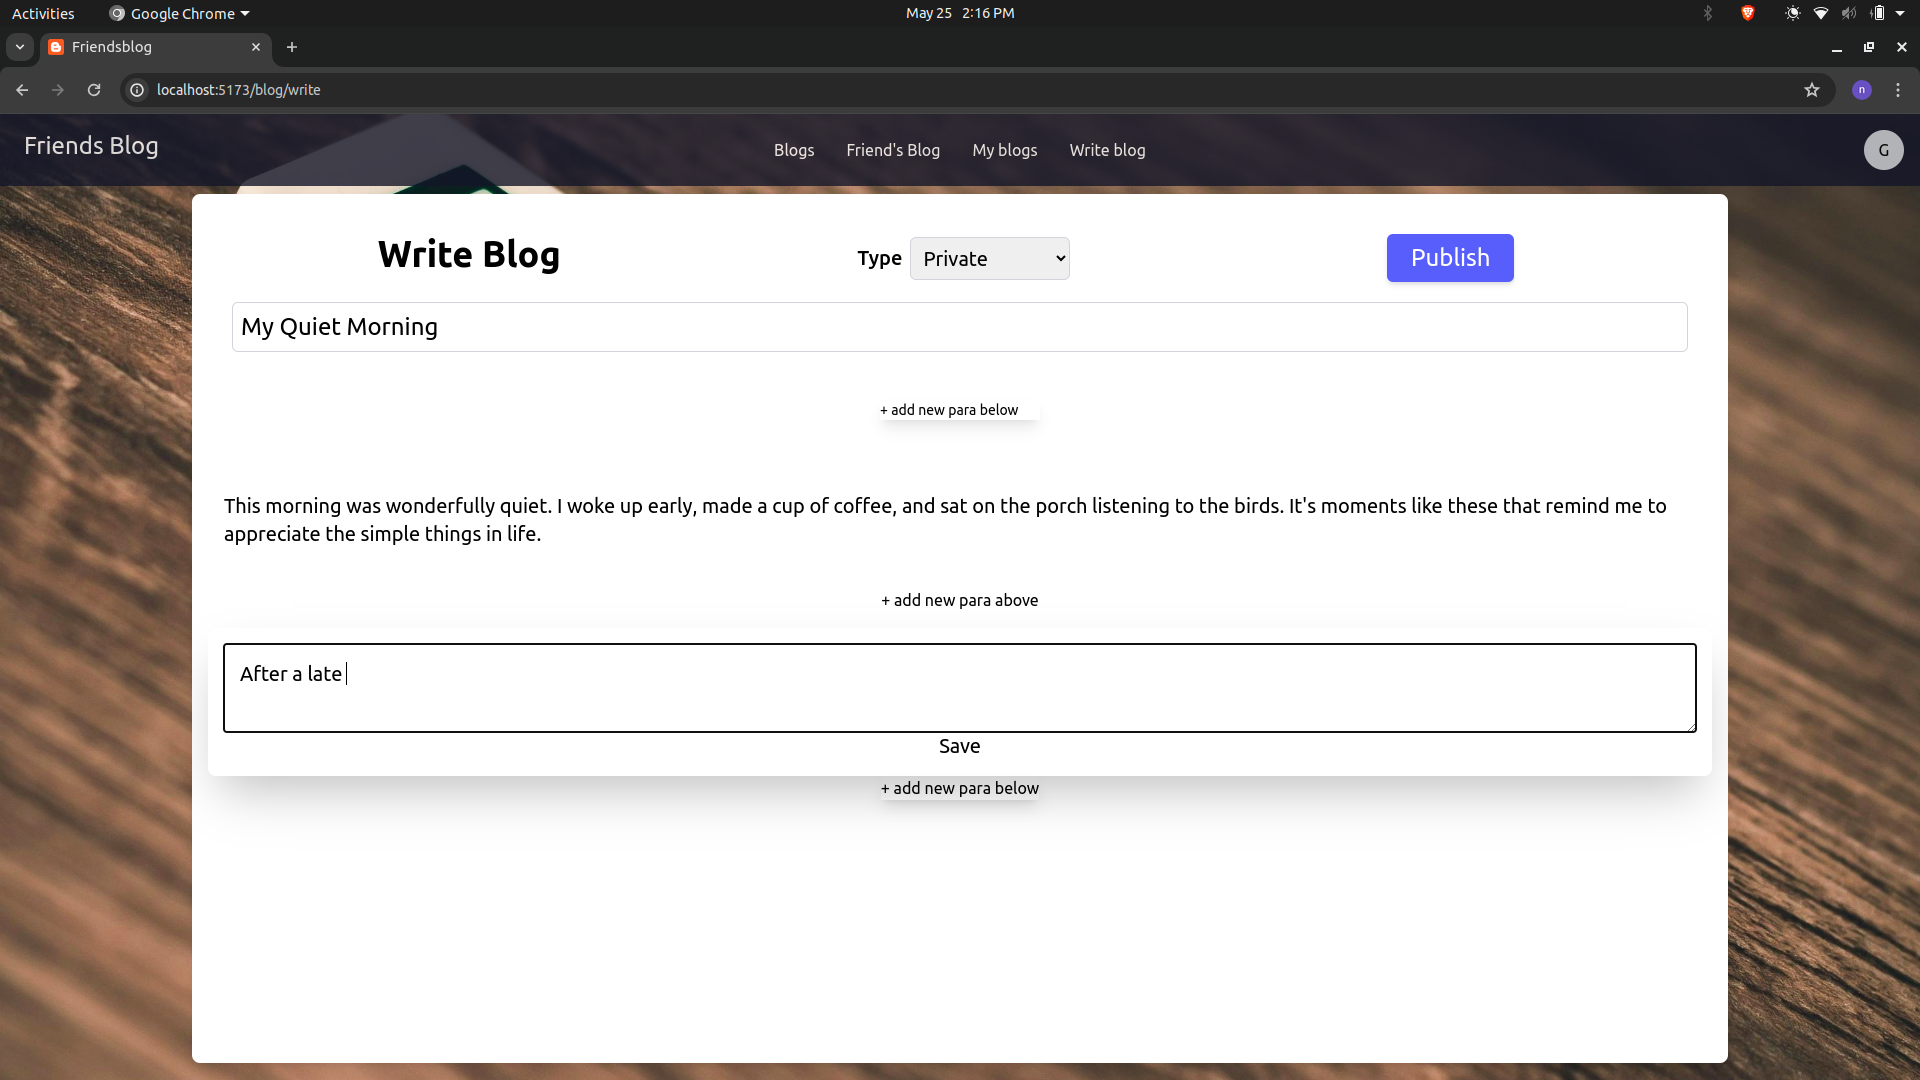 Activities
Google Chrome
May 25 2:16 PM
Friendsblog
localhost:5173/blog/write
n
Friends Blog
Blogs
Friend's Blog
My blogs
Write blog
G
Write Blog
Type
Private
Publish
My Quiet Morning
+ add new para below
This morning was wonderfully quiet. I woke up early, made a cup of coffee, and sat on the porch listening to the birds. It's moments like these that remind me to
appreciate the simple things in life.
+ add new para above
After a late
Save
+ add new para below